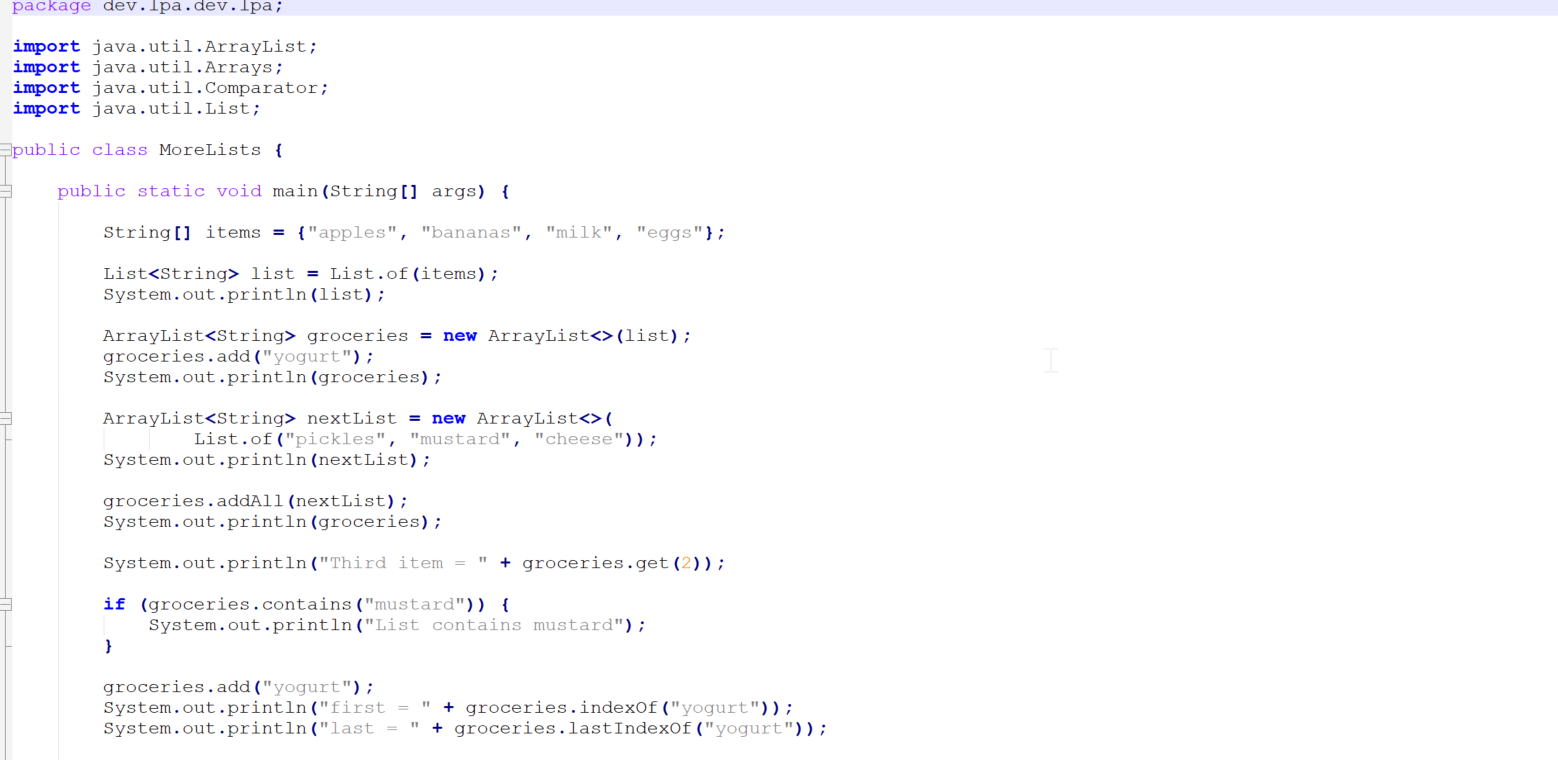 package dev.lpa.dev.lpa;
import java.util.ArrayList;
import java.util.Arrays;
import java.util.Comparator;
import java.util.List;
public class MoreLists {
public static void main(String[] args) {
String[] items = {"apples", "bananas", "milk", "eggs"};
List<String> list = List.of(items);
System.out.println(list);
ArrayList<String> groceries = new ArrayList<>(list);
groceries.add("yogurt");
System.out.println(groceries);
ArrayList<String> nextList = new ArrayList<>(
List.of("pickles", "mustard", "cheese"));
System.out.println(nextList);
groceries.addAll(nextList);
System.out.println(groceries);
System.out.println("Third item = " + groceries.get(2));
if (groceries.contains("mustard")) {
System.out.println("List contains mustard");
}
groceries.add("yogurt");
System.out.println("first = " + groceries.indexOf("yogurt"));
System.out.println("last = " + groceries.lastIndexOf("yogurt"));